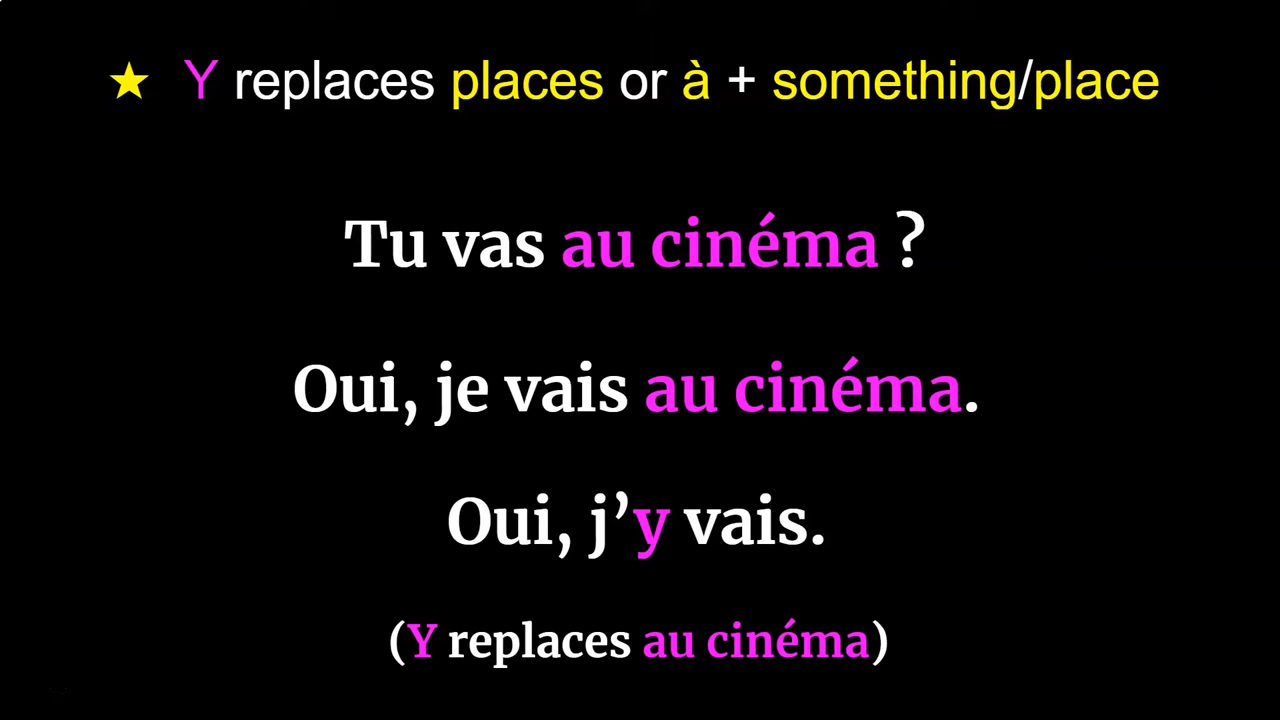 ★ Y replaces places or à + something/place
Tu vas au cinéma ?
Oui, je vais au cinéma.
Oui, j’y vais.
(Y replaces au cinéma)